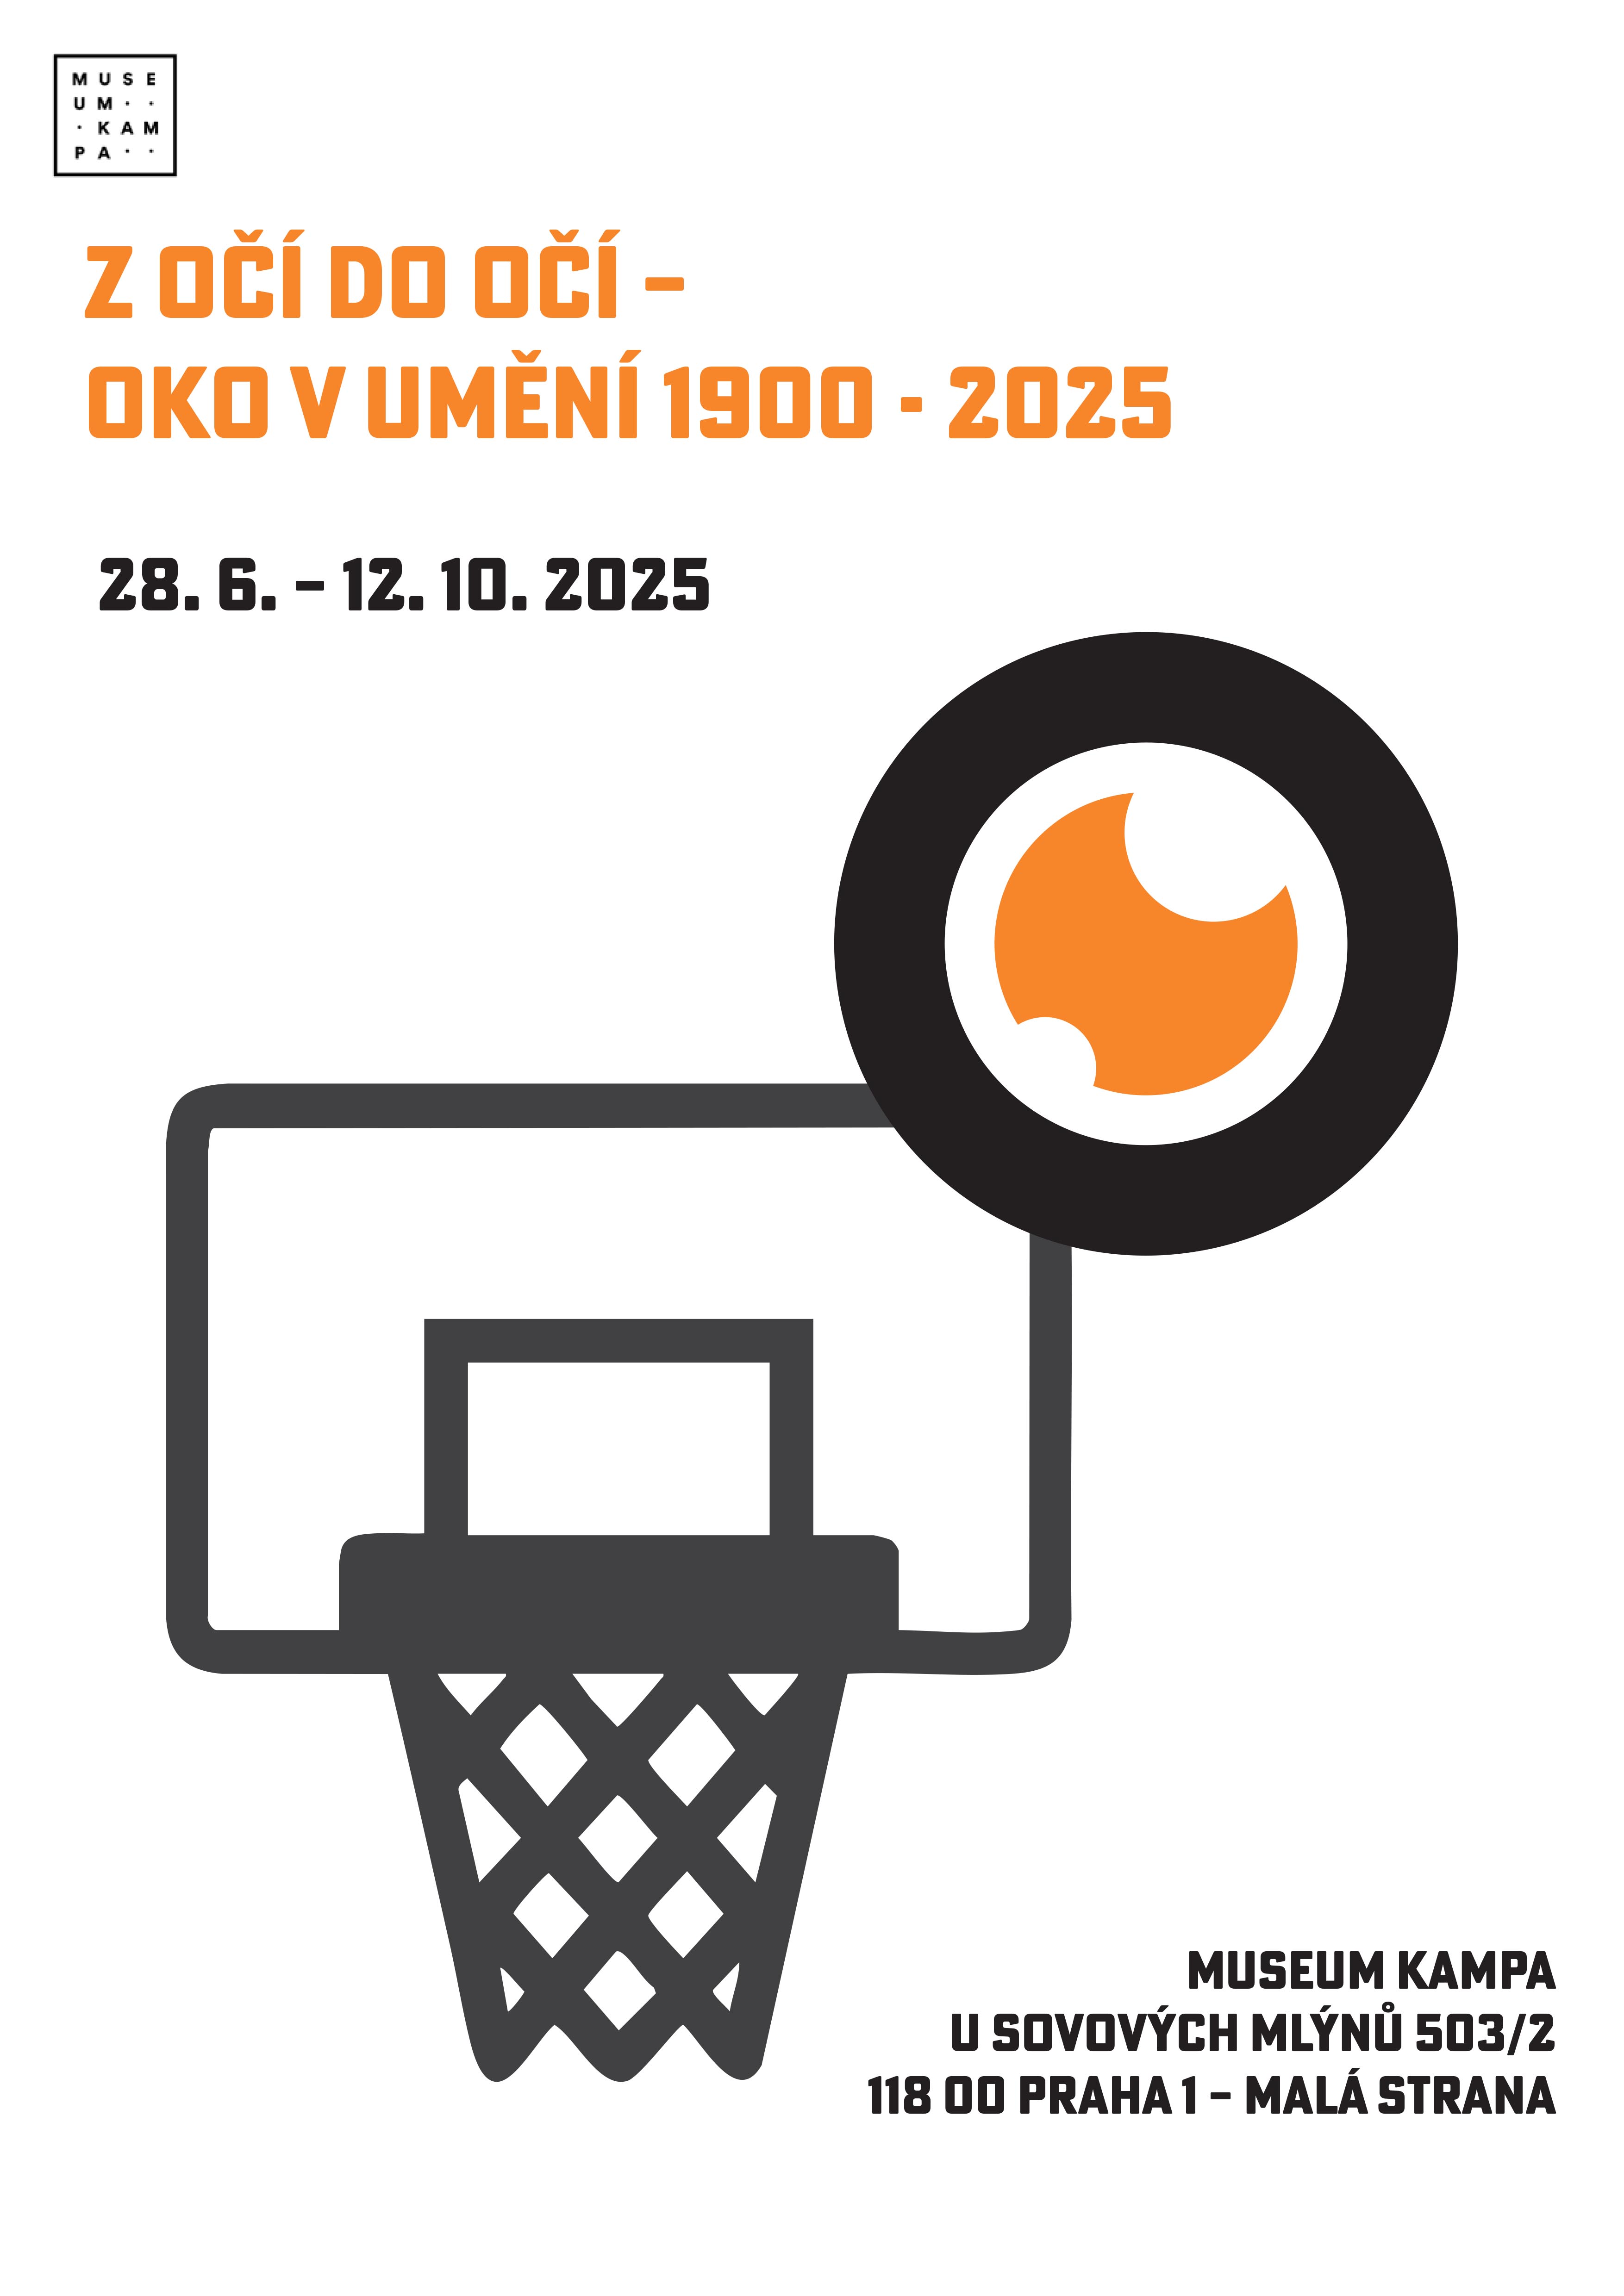 MUSE
UM··
·KAM
PA··
Z OČÍ DO OČÍ –
OKO V UMĚNÍ 1900 - 2025
28. 6. – 12. 10. 2025
MUSEUM KAMPA
U SOVOVÝCH MLÝNŮ 503/2
118 00 PRAHA 1 – MALÁ STRANA